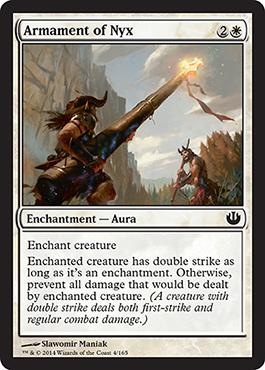 Armament of Nyx 2
Enchantment — Aura
Enchant creature
Enchanted creature has double strike as
long as it's an enchantment. Otherwise,
prevent all damage that would be dealt
by enchanted creature. (A creature with
double strike deals both first-strike and
regular combat damage.)
Slawomir Maniak
™ & © 2014 Wizards of the Coast 4/165